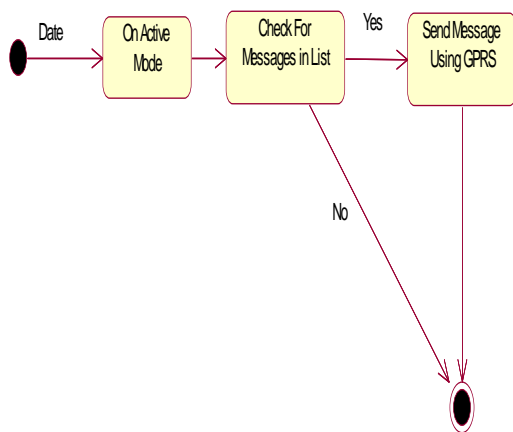 Date
On Active
Mode
Check For
Messages in List
Yes
Send Message
Using GPRS
No